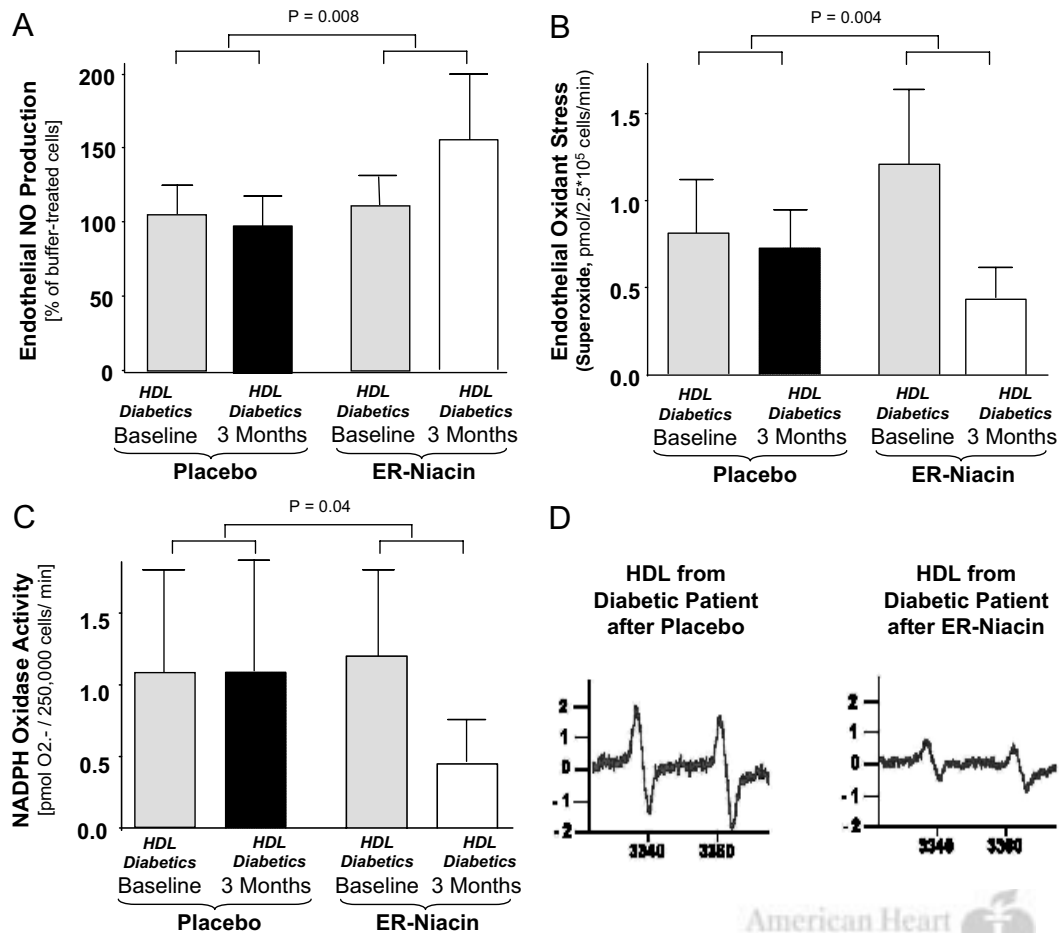 A
P = 0.008
Endothelial NO Production
[% of buffer-treated cells]
200
150
100
50
0
HDL
Diabetics
Baseline
HDL
Diabetics
3 Months
HDL
Diabetics
Baseline
HDL
Diabetics
3 Months
Placebo
ER-Niacin
B
P = 0.004
Endothelial Oxidant Stress
(Superoxide, pmol/2.5*10⁵ cells/min)
1.5
1.0
0.5
0.0
HDL
Diabetics
Baseline
HDL
Diabetics
3 Months
HDL
Diabetics
Baseline
HDL
Diabetics
3 Months
Placebo
ER-Niacin
C
P = 0.04
NADPH Oxidase Activity
[pmol O2.- / 250,000 cells/ min]
1.5
1.0
0.5
0.0
HDL
Diabetics
Baseline
HDL
Diabetics
3 Months
HDL
Diabetics
Baseline
HDL
Diabetics
3 Months
Placebo
ER-Niacin
D
HDL from
Diabetic Patient
after Placebo
2
1
0
- 1
- 2
3340
HDL from
Diabetic Patient
after ER-Niacin
2
1
0
- 1
- 2
3340
American Heart